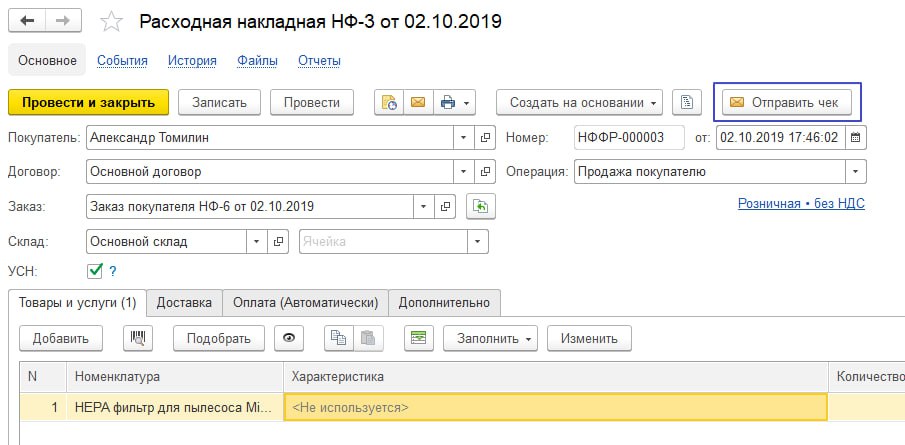 Расходная накладная НФ-3 от 02.10.2019
Основное События История Файлы Отчеты
Провести и закрыть Записать Провести Создать на основании Отправить чек
Покупатель: Александр Томилин Номер: НФФР-000003 от: 02.10.2019 17:46:02
Договор: Основной договор Операция: Продажа покупателю
Заказ: Заказ покупателя НФ-6 от 02.10.2019 Розничная • без НДС
Склад: Основной склад Ячейка
УСН: ?
Товары и услуги (1) Доставка Оплата (Автоматически) Дополнительно
Добавить Подобрать Заполнить Изменить
N Номенклатура Характеристика Количество
1 HEPA фильтр для пылесоса Mi... <Не используется>